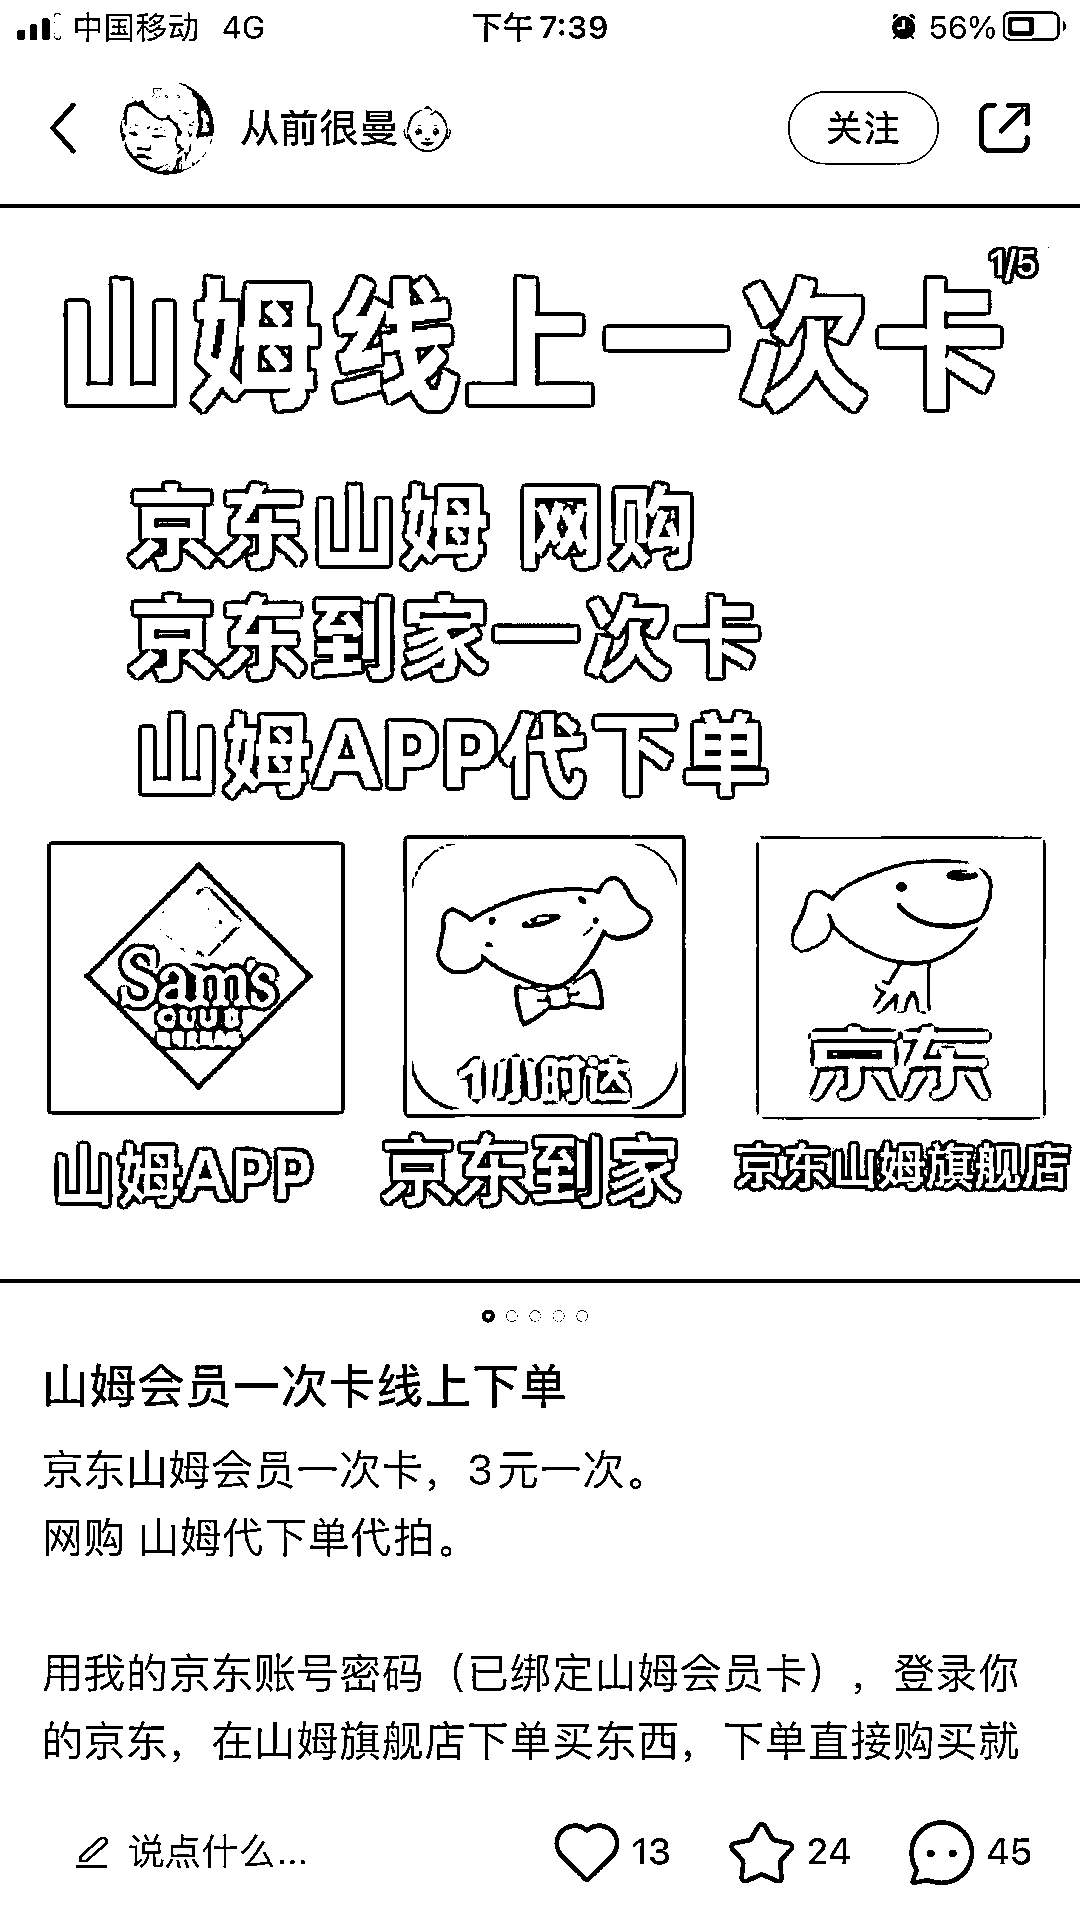 中国移动 4G 下午7:39 56%
从前很曼 关注
1/5
山姆线上一次卡
京东山姆 网购
京东到家一次卡
山姆APP代下单
Sam's
CLUB
1小时达
京东
山姆APP 京东到家 京东山姆旗舰店
山姆会员一次卡线上下单
京东山姆会员一次卡，3元一次。
网购 山姆代下单代拍。
用我的京东账号密码（已绑定山姆会员卡），登录你
的京东，在山姆旗舰店下单买东西，下单直接购买就
说点什么... 13 24 45